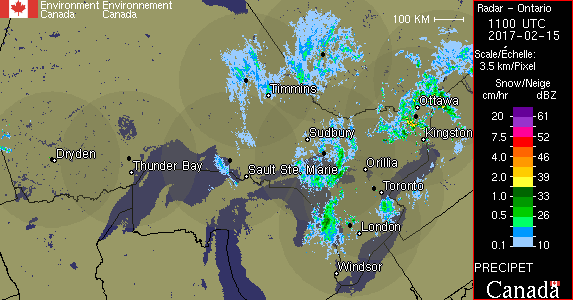 Environment Environnement
Canada Canada
100 KM
Timmins
Ottawa
Sudbury
Kingston
Dryden
Thunder Bay
Sault Ste. Marie
Orillia
Toronto
London
Windsor
Radar - Ontario
1100 UTC
2017-02-15
Scale/Échelle:
3.5 km/Pixel
Snow/Neige
cm/hr dBZ
20 61
7.5 52
4.0 46
2.0 39
1.0 33
0.5 26
0.1 10
PRECIPET
Canada